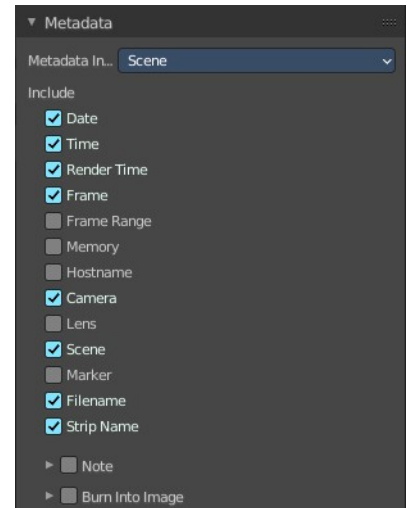 Metadata
Metadata In... Scene
Include
Date
Time
Render Time
Frame
Frame Range
Memory
Hostname
Camera
Lens
Scene
Marker
Filename
Strip Name
Note
Burn Into Image